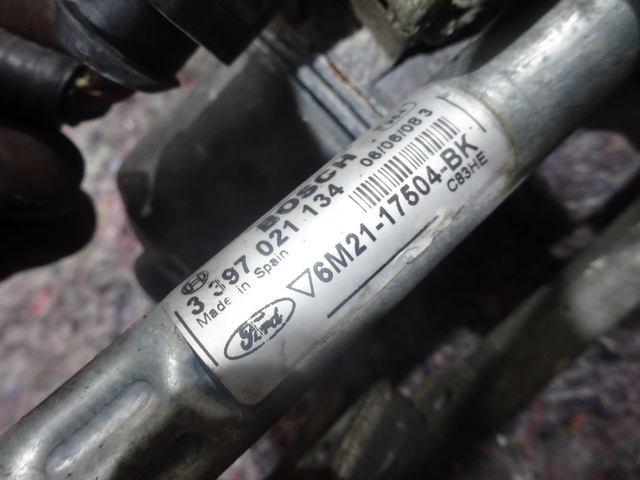 BOSCH 08/06/08 3
3 397 021 134
Made in Spain
6M21-17504-BK
C83HE
Ford